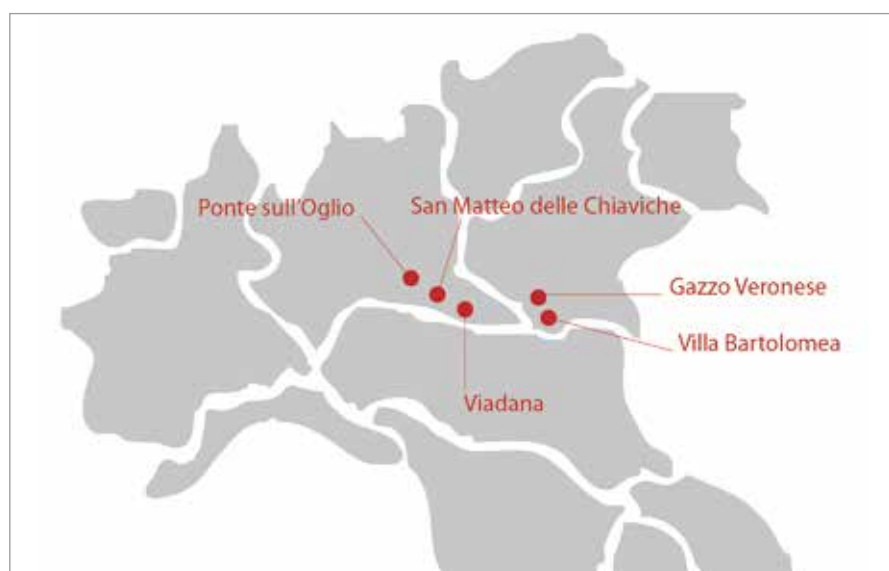 Ponte sull'Oglio
San Matteo delle Chiaviche
Gazzo Veronese
Villa Bartolomea
Viadana